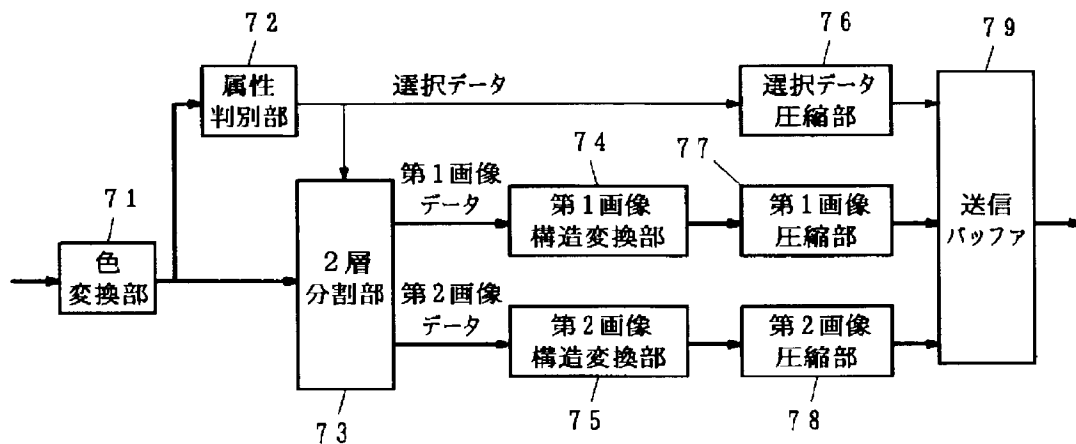 72
属性
判別部
選択データ
76
選択データ
圧縮部
79
送信
バッファ
71
色
変換部
2層
分割部
73
第1画像
データ
74
第1画像
構造変換部
77
第1画像
圧縮部
第2画像
データ
第2画像
構造変換部
75
第2画像
圧縮部
78